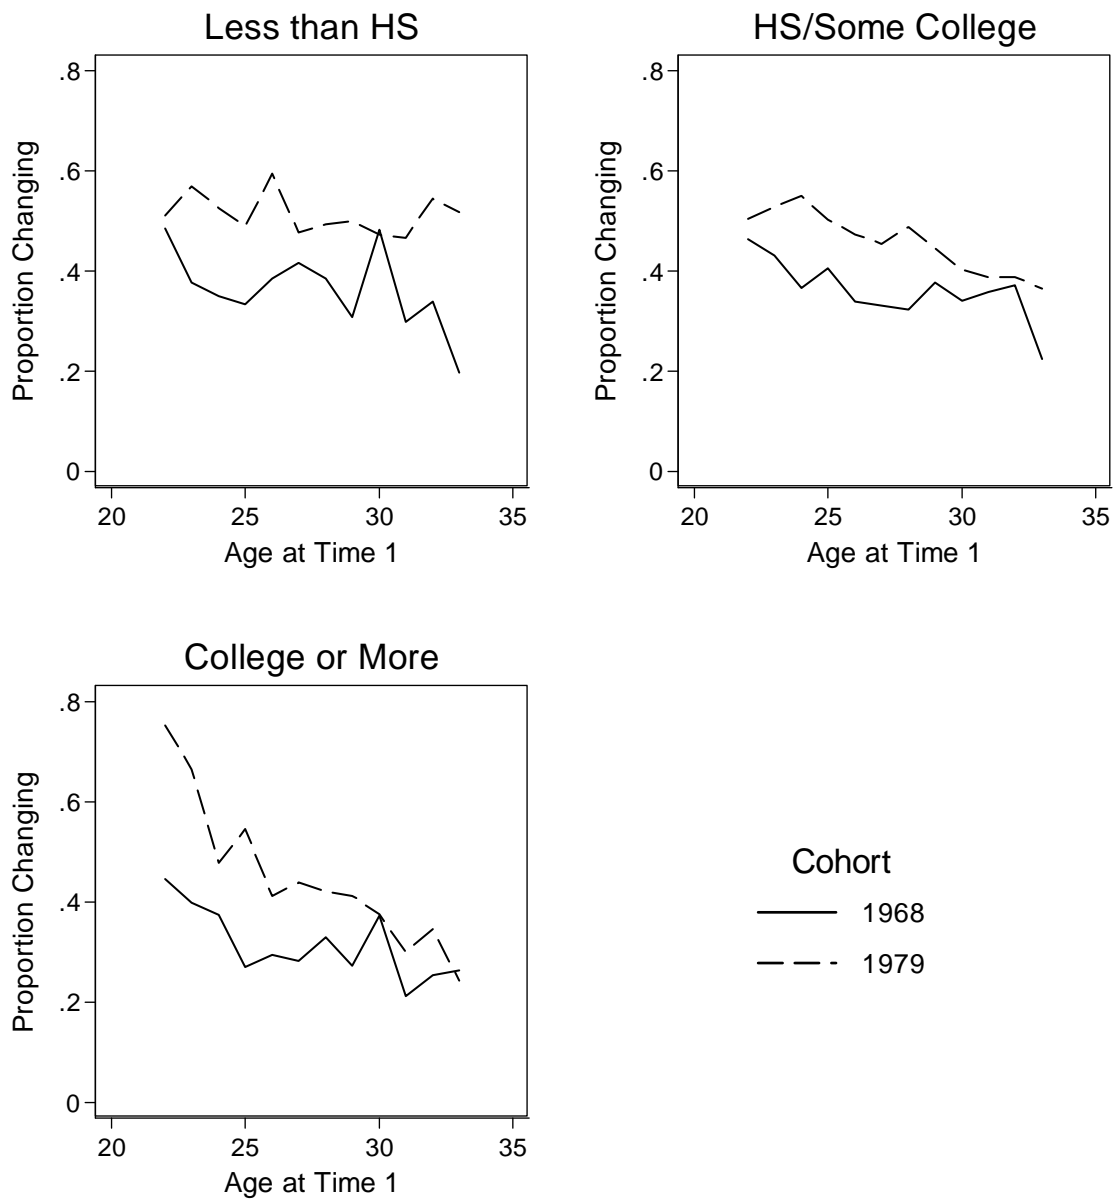 Less than HS
HS/Some College
Proportion Changing
.8
.6
.4
.2
0
20 25 30 35
Age at Time 1
Proportion Changing
.8
.6
.4
.2
0
20 25 30 35
Age at Time 1
College or More
Proportion Changing
.8
.6
.4
.2
0
20 25 30 35
Age at Time 1
Cohort
1968
1979